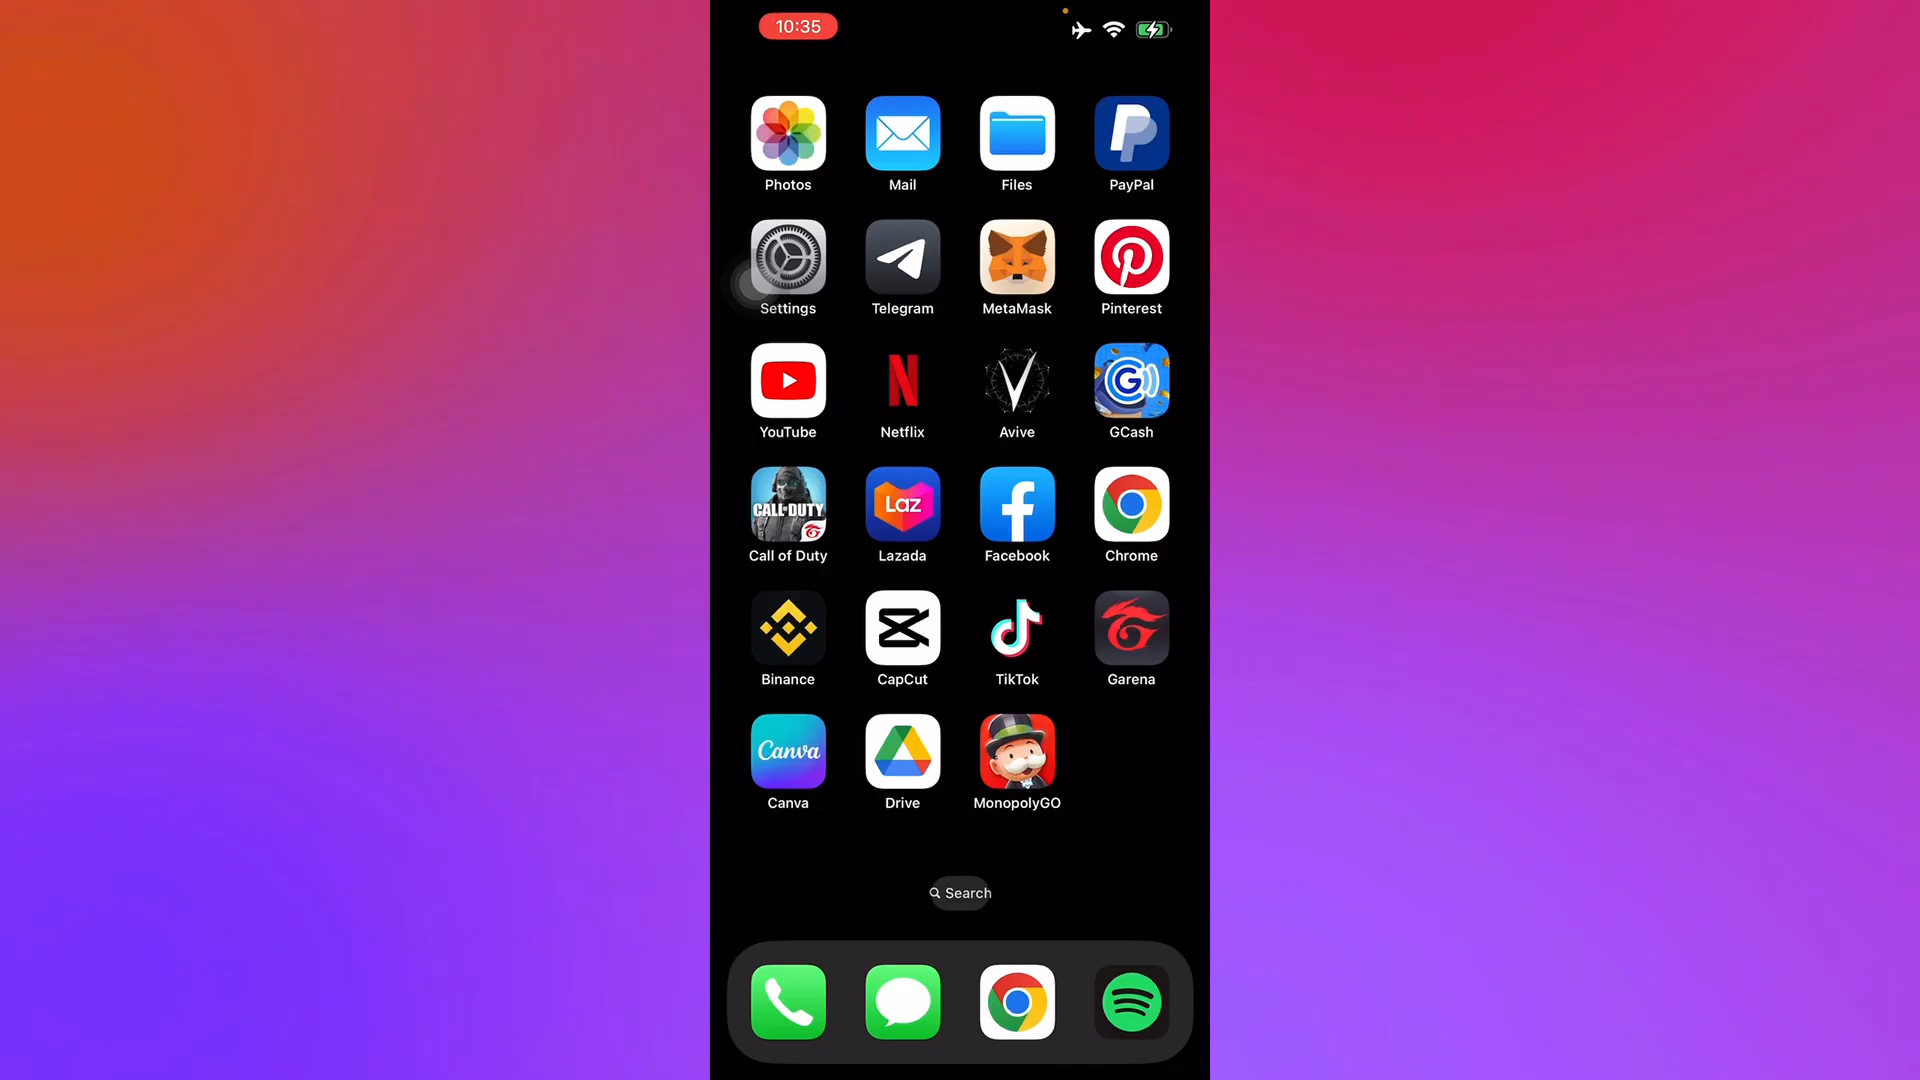 10:35
Photos
Mail
Files
PayPal
Settings
Telegram
MetaMask
Pinterest
YouTube
Netflix
Avive
GCash
CALL OF DUTY
Laz
Call of Duty
Lazada
Facebook
Chrome
Binance
CapCut
TikTok
Garena
Canva
Canva
Drive
MonopolyGO
Search